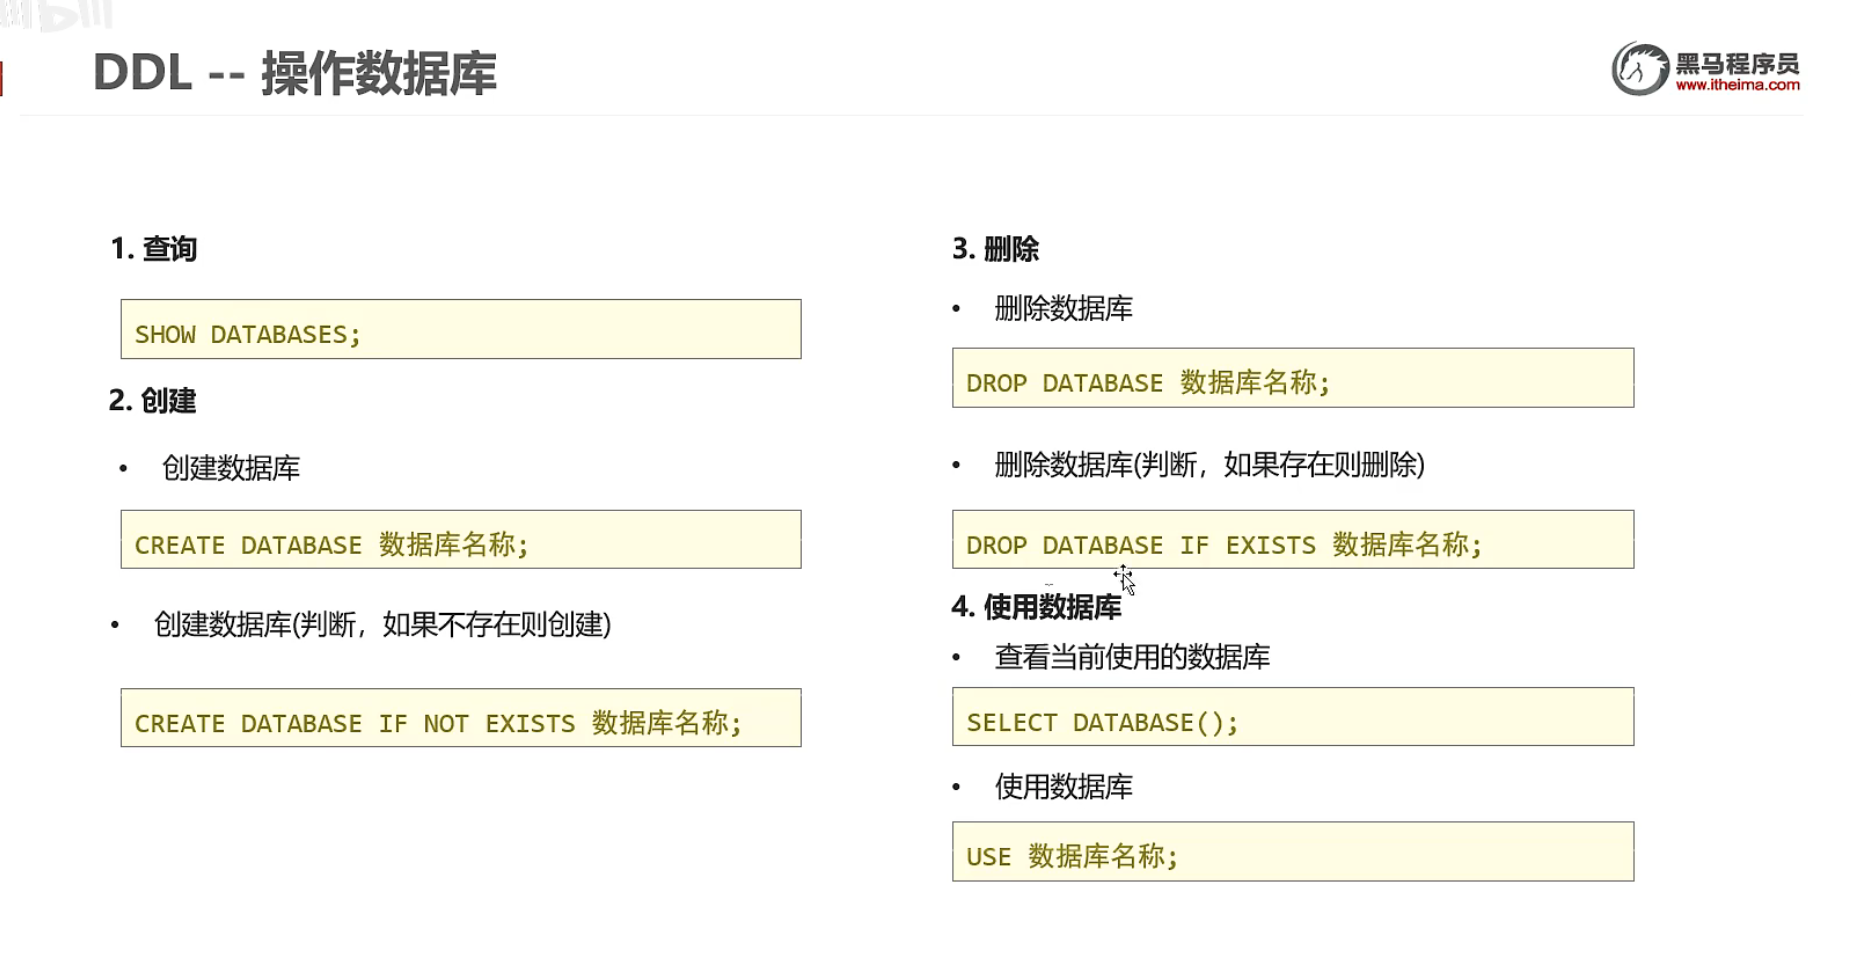 DDL -- 操作数据库
黑马程序员
www.itheima.com
1. 查询
SHOW DATABASES;
2. 创建
• 创建数据库
CREATE DATABASE 数据库名称;
• 创建数据库(判断，如果不存在则创建)
CREATE DATABASE IF NOT EXISTS 数据库名称;
3. 删除
• 删除数据库
DROP DATABASE 数据库名称;
• 删除数据库(判断，如果存在则删除)
DROP DATABASE IF EXISTS 数据库名称;
4. 使用数据库
• 查看当前使用的数据库
SELECT DATABASE();
• 使用数据库
USE 数据库名称;